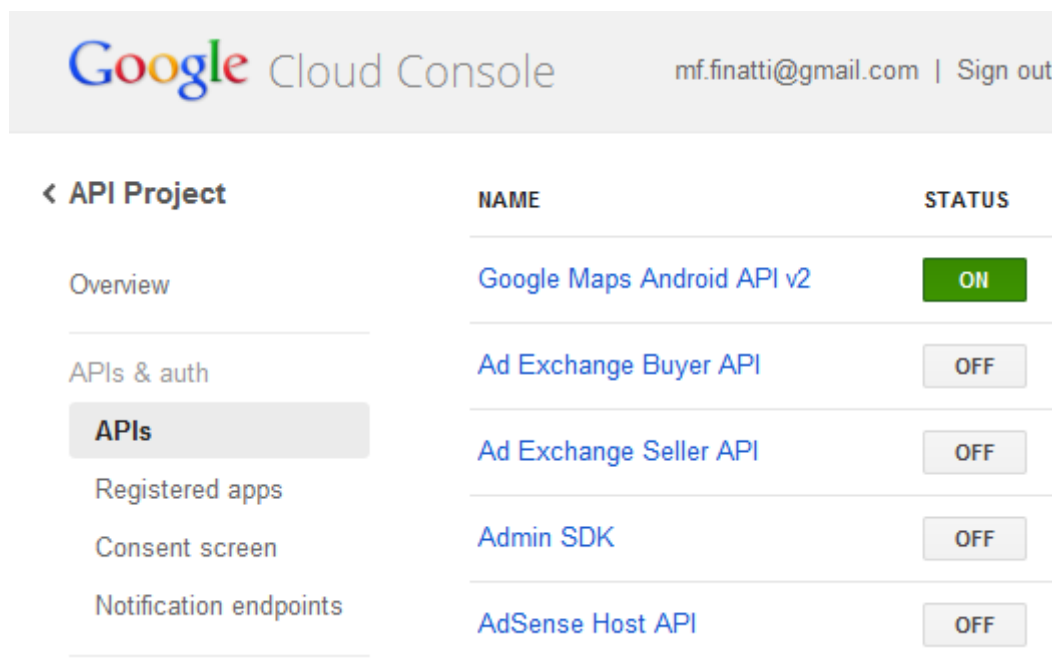 Google Cloud Console mf.finatti@gmail.com | Sign out
API Project
NAME STATUS
Overview
Google Maps Android API v2 ON
APIs & auth
Ad Exchange Buyer API OFF
APIs
Ad Exchange Seller API OFF
Registered apps
Consent screen
Admin SDK OFF
Notification endpoints
AdSense Host API OFF